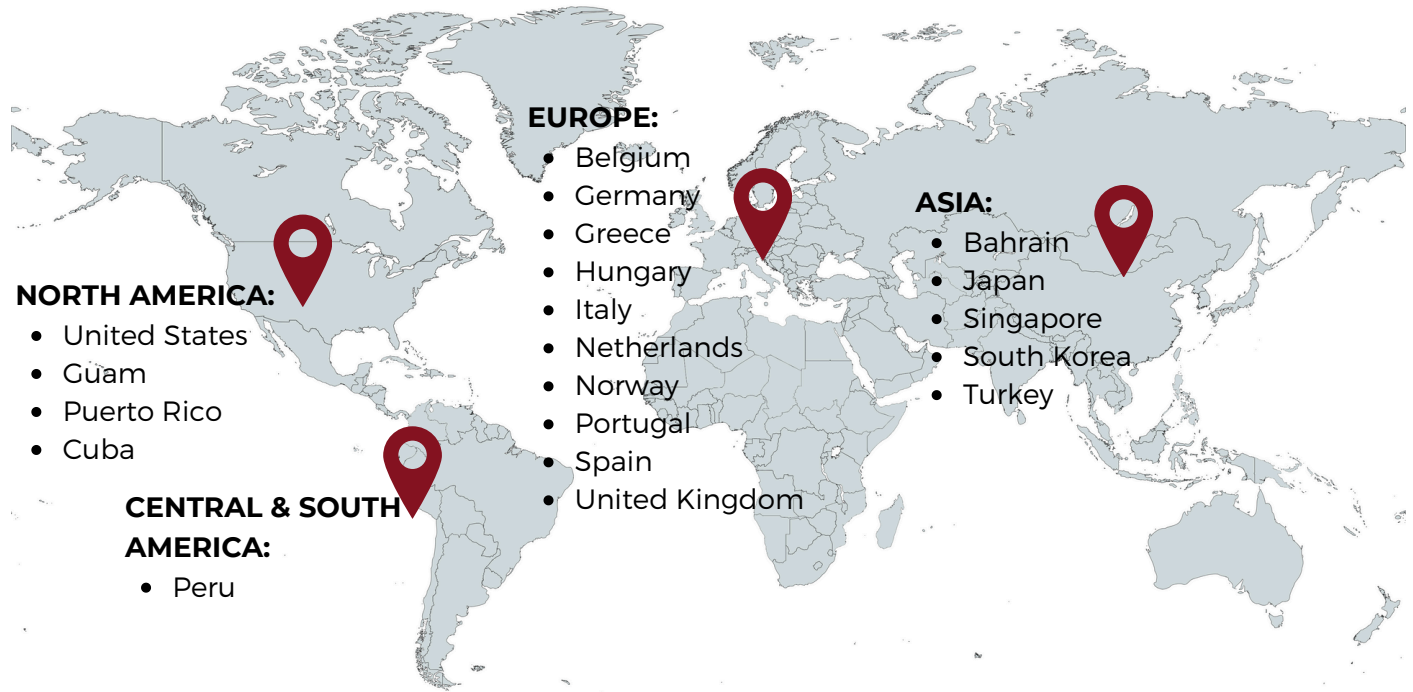 EUROPE:
• Belgium
• Germany
• Greece
• Hungary
• Italy
• Netherlands
• Norway
• Portugal
• Spain
• United Kingdom
ASIA:
• Bahrain
• Japan
• Singapore
• South Korea
• Turkey
NORTH AMERICA:
• United States
• Guam
• Puerto Rico
• Cuba
CENTRAL & SOUTH
AMERICA:
• Peru